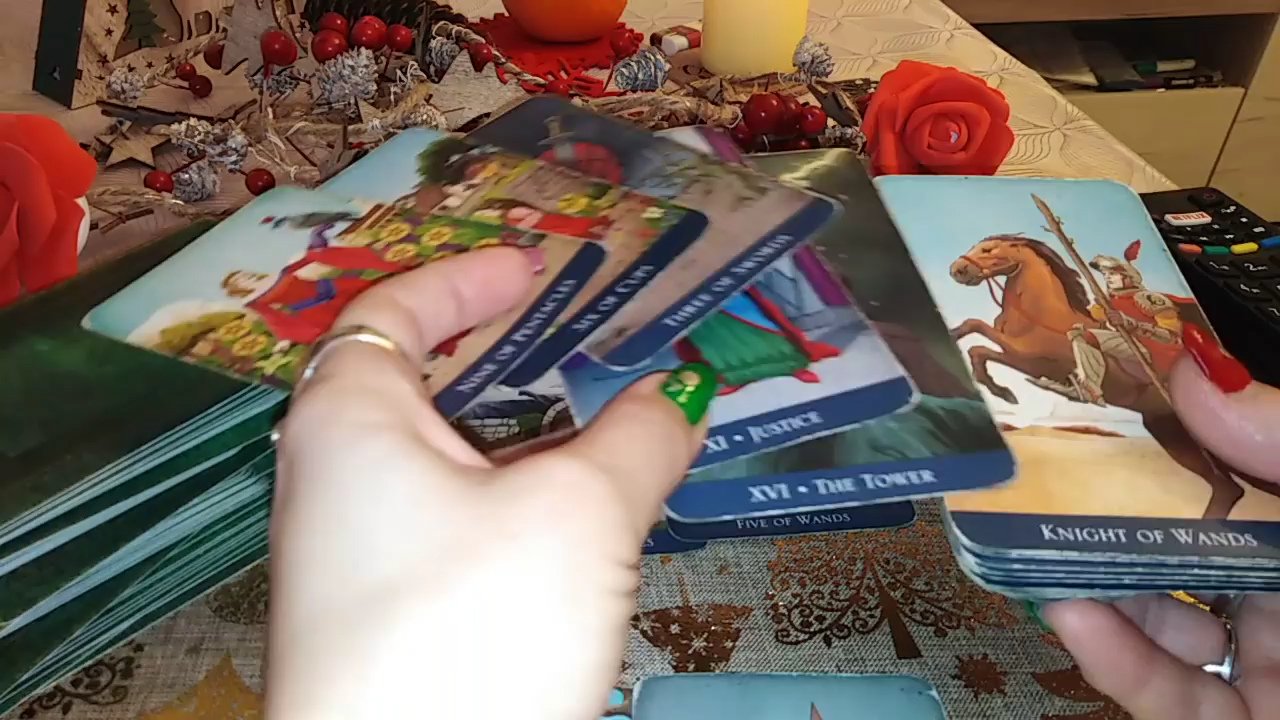 NINE OF PENTACLES
SIX OF CUPS
THREE OF SWORDS
XI • JUSTICE
XVI • THE TOWER
FIVE OF WANDS
KNIGHT OF WANDS
NETFLIX